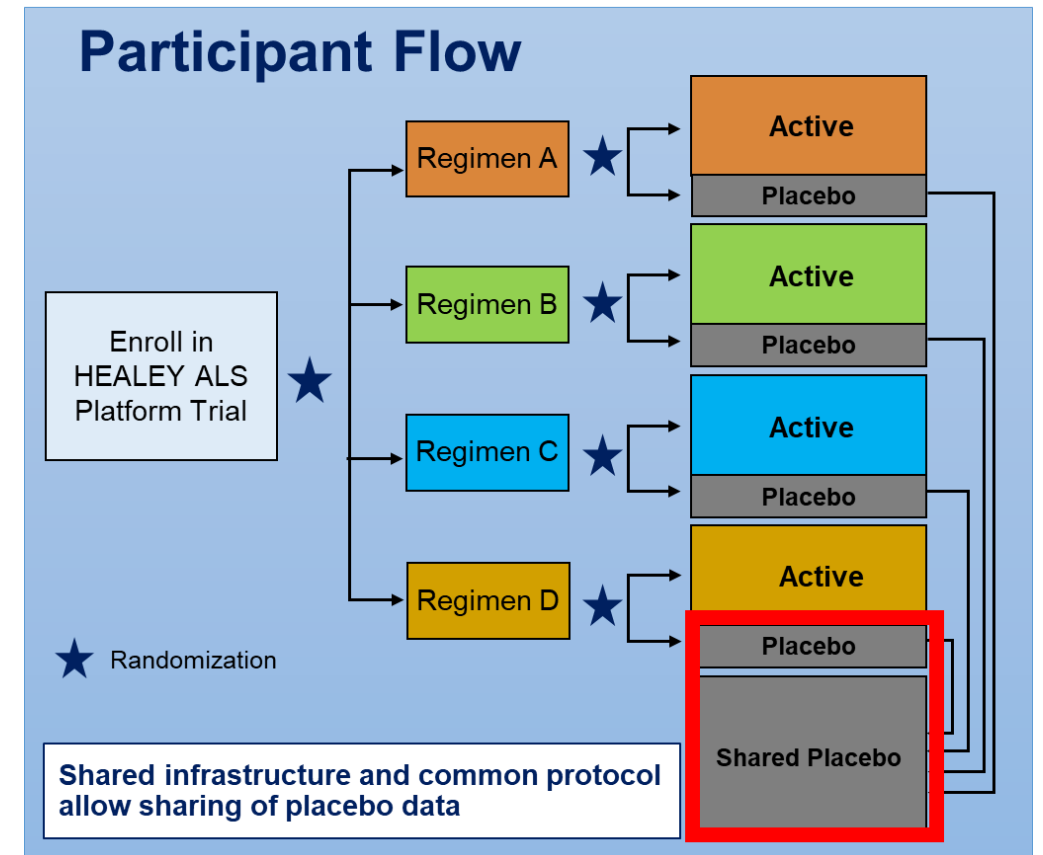 Participant Flow
Enroll in
HEALEY ALS
Platform Trial
Regimen A
Active
Placebo
Regimen B
Active
Placebo
Regimen C
Active
Placebo
Regimen D
Active
Placebo
Shared Placebo
Randomization
Shared infrastructure and common protocol
allow sharing of placebo data